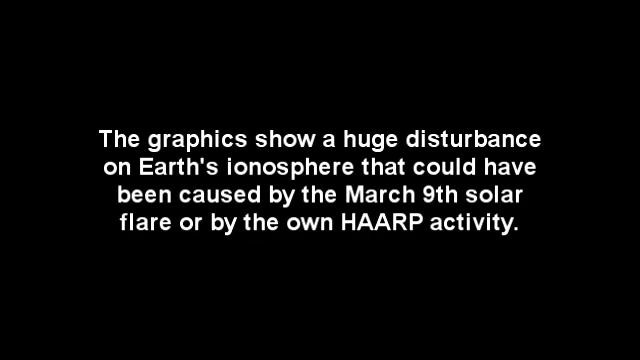 The graphics show a huge disturbance
on Earth's ionosphere that could have
been caused by the March 9th solar
flare or by the own HAARP activity.